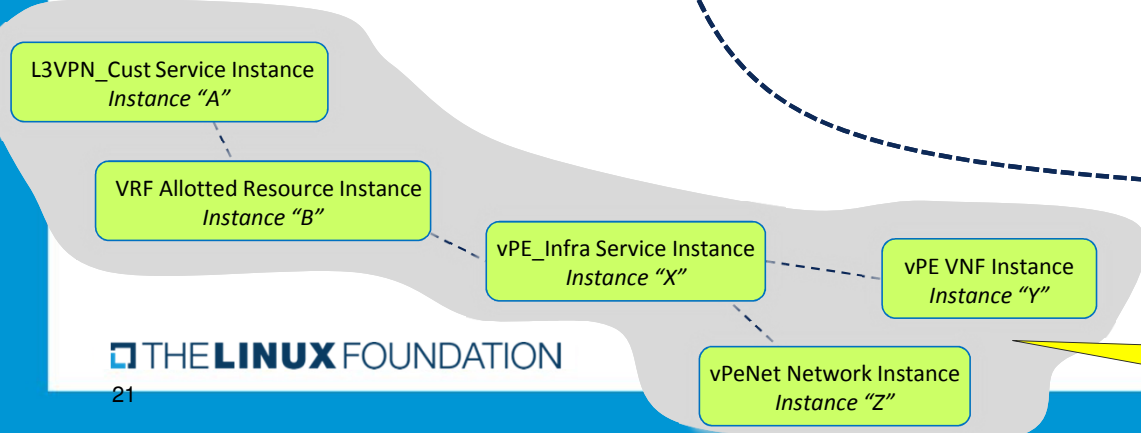 L3VPN_Cust Service Instance
Instance “A”
VRF Allotted Resource Instance
Instance “B”
vPE_Infra Service Instance
Instance “X”
vPE VNF Instance
Instance “Y”
THE LINUX FOUNDATION
vPeNet Network Instance
Instance “Z”
21